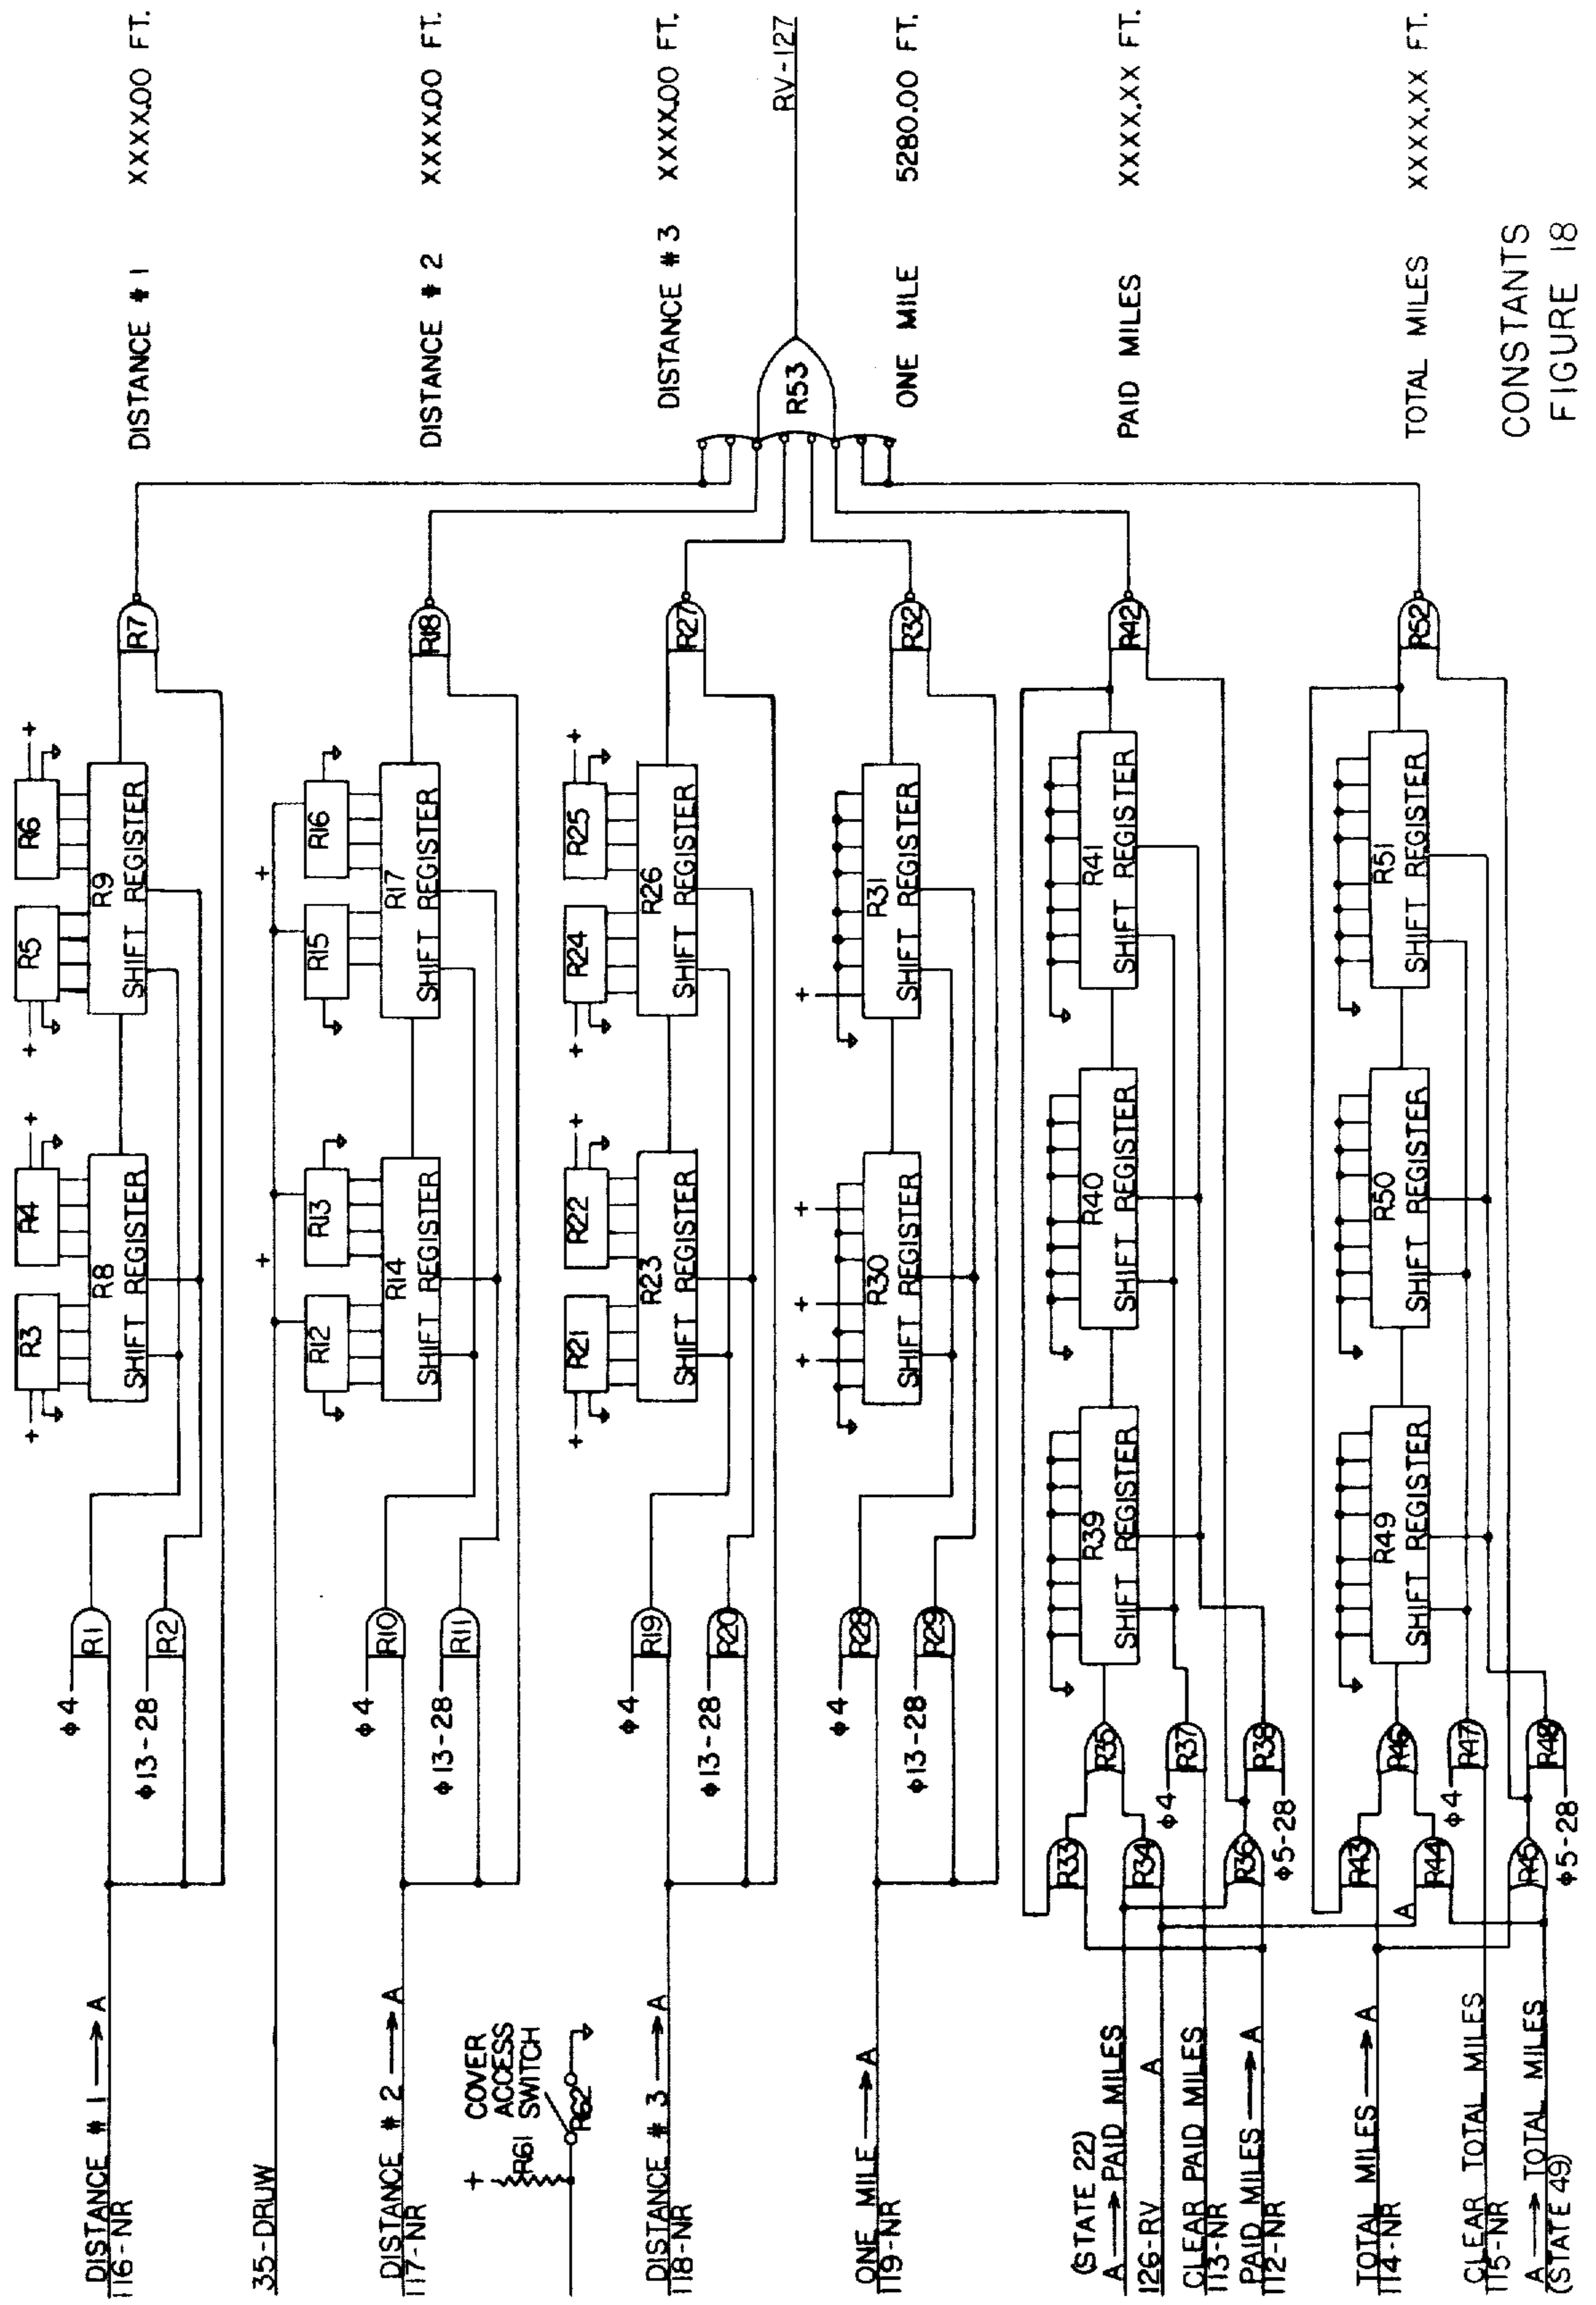 DISTANCE # 1 → A
116-NR
φ4
R1
φ13-28
R2
R3
R4
R5
R6
+
+
+
+
R8
SHIFT REGISTER
R9
SHIFT REGISTER
R7
DISTANCE # 1 XXXX.00 FT.
35-DRUW
DISTANCE # 2 → A
117-NR
φ4
R10
φ13-28
R11
+
+
R12
R13
R15
R16
R14
SHIFT REGISTER
R17
SHIFT REGISTER
R18
DISTANCE # 2 XXXX.00 FT.
COVER
ACCESS
SWITCH
+
R61
R62
DISTANCE # 3 → A
118-NR
φ4
R19
φ13-28
R20
R21
R22
R24
R25
+
+
+
+
R23
SHIFT REGISTER
R26
SHIFT REGISTER
R27
DISTANCE # 3 XXXX.00 FT.
R53
RV-127
ONE MILE → A
119-NR
φ4
R28
φ13-28
R29
+
+
+
+
R30
SHIFT REGISTER
R31
SHIFT REGISTER
R32
ONE MILE 5280.00 FT.
(STATE 22)
A → PAID MILES
126-RV A
CLEAR PAID MILES
113-NR
PAID MILES → A
112-NR
R33
R34
R35
R36
φ4
R37
R38
φ5-28
R39
SHIFT REGISTER
R40
SHIFT REGISTER
R41
SHIFT REGISTER
R42
PAID MILES XXXX.XX FT.
TOTAL MILES → A
114-NR
CLEAR TOTAL MILES
115-NR
A → TOTAL MILES
(STATE 49)
A
R43
R44
R45
R46
φ4
R47
R48
φ5-28
R49
SHIFT REGISTER
R50
SHIFT REGISTER
R51
SHIFT REGISTER
R52
TOTAL MILES XXXX.XX FT.
CONSTANTS
FIGURE 18